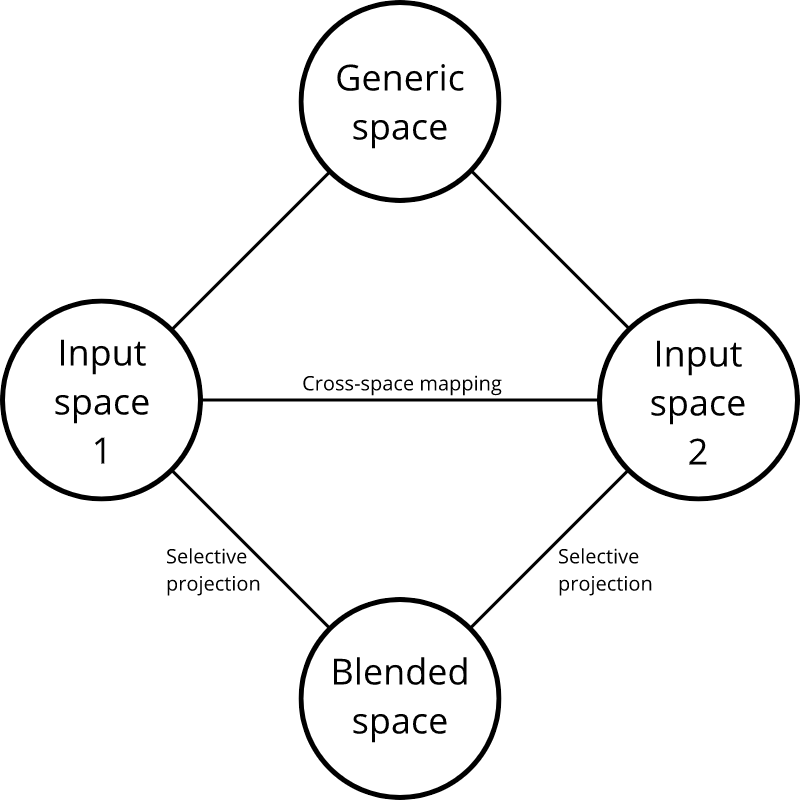 Generic
space
Input
space
1
Cross-space mapping
Input
space
2
Selective
projection
Selective
projection
Blended
space